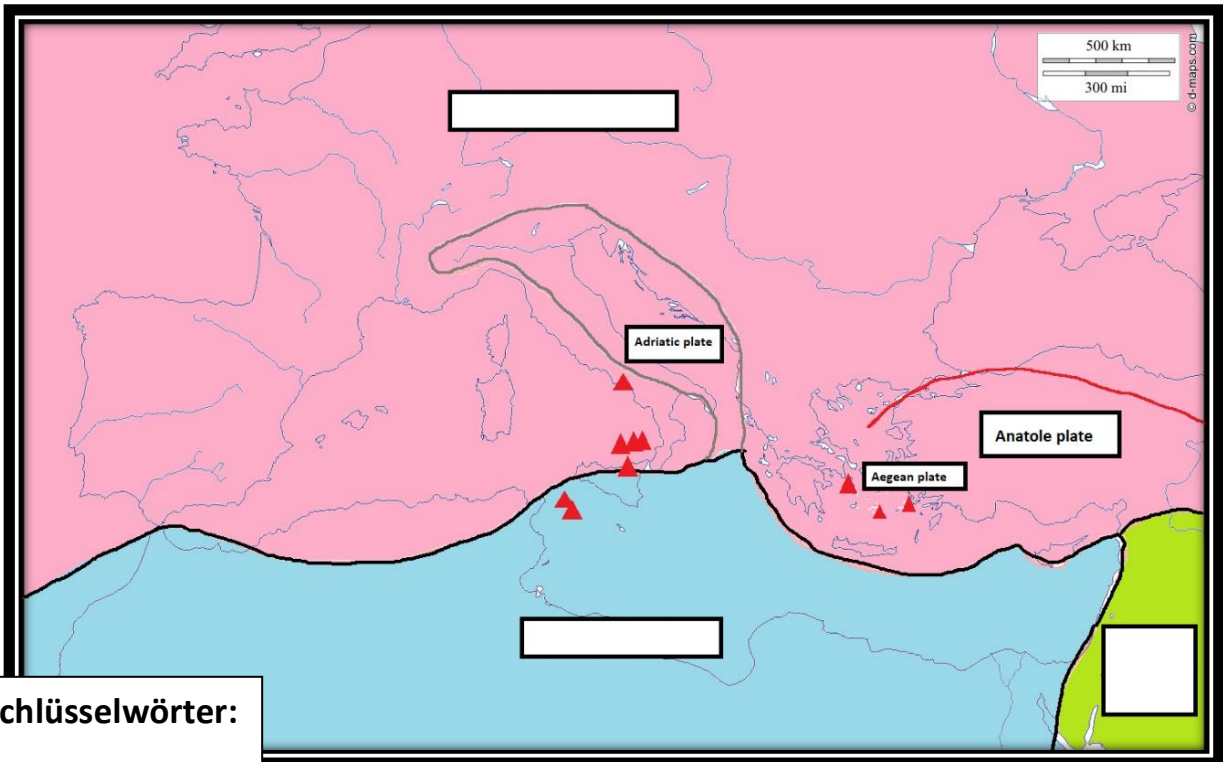 500 km
300 mi
© d-maps.com
Adriatic plate
Anatole plate
Aegean plate
chlüsselwörter: